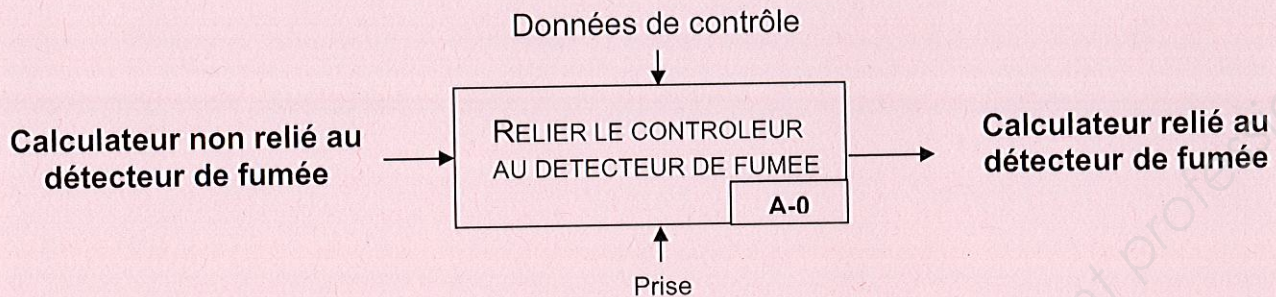 Données de contrôle
Calculateur non relié au
détecteur de fumée
RELIER LE CONTROLEUR
AU DETECTEUR DE FUMEE
A-0
Calculateur relié au
détecteur de fumée
Prise